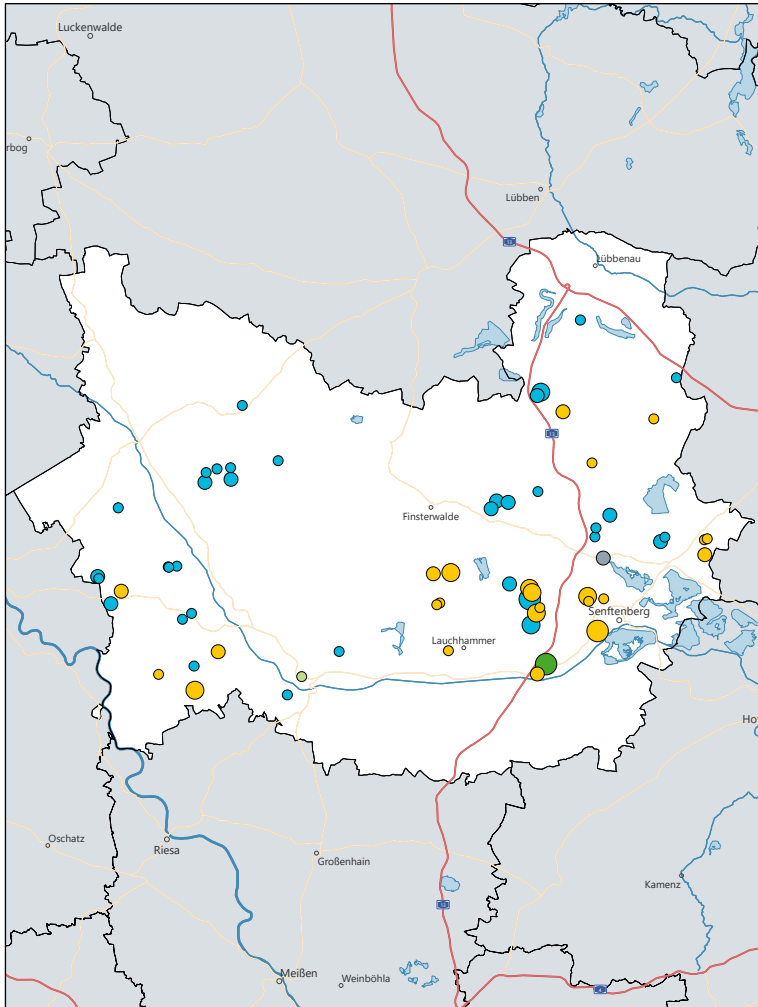 Luckenwalde
rbog
Lübben
Lübbenau
Finsterwalde
Senftenberg
Lauchhammer
Ho
Oschatz
Riesa
Großenhain
Kamenz
Meißen
Weinböhla